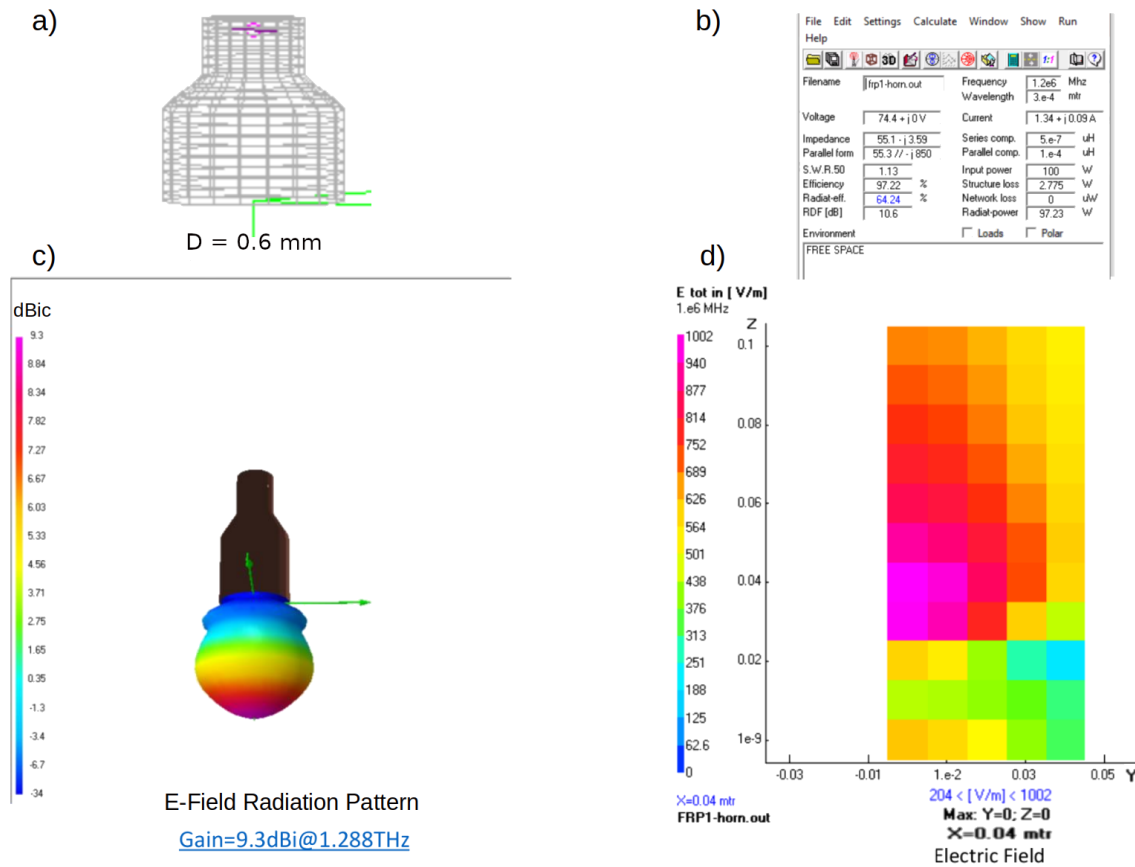 a)
D = 0.6 mm
b)
File Edit Settings Calculate Window Show Run
Help
3D 1:1
Filename frp1-horn.out Frequency 1.2e6 Mhz
Wavelength 3.e-4 mtr
Voltage 74.4 + j 0 V Current 1.34 + j 0.09 A
Impedance 55.1 - j 3.59 Series comp. 5.e-7 uH
Parallel form 55.3 // - j 850 Parallel comp. 1.e-4 uH
S.W.R.50 1.13 Input power 100 W
Efficiency 97.22 % Structure loss 2.775 W
Radiat-eff. 64.24 % Network loss 0 uW
RDF [dB] 10.6 Radiat-power 97.23 W
Environment Loads Polar
FREE SPACE
c)
dBic
9.3
8.84
8.34
7.82
7.27
6.67
6.03
5.33
4.56
3.71
2.75
1.65
0.35
-1.3
-3.4
-6.7
-34
E-Field Radiation Pattern
Gain=9.3dBi@1.288THz
d)
E tot in [ V/m]
1.e6 MHz
1002
940
877
814
752
689
626
564
501
438
376
313
251
188
125
62.6
0
Z
0.1
0.08
0.06
0.04
0.02
1e-9
-0.03 -0.01 1.e-2 0.03 0.05 Y
X=0.04 mtr
FRP1-horn.out
204 < [ V/m] < 1002
Max: Y=0; Z=0
X=0.04 mtr
Electric Field